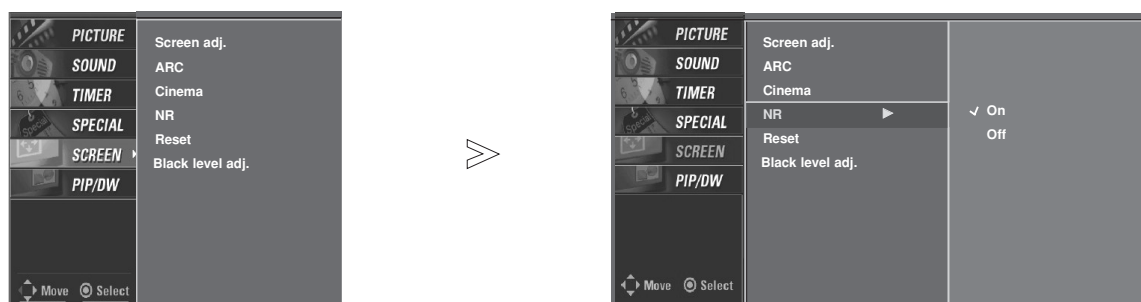 PICTURE
SOUND
TIMER
SPECIAL
SCREEN
PIP/DW
Move Select
Screen adj.
ARC
Cinema
NR
Reset
Black level adj.
PICTURE
SOUND
TIMER
SPECIAL
SCREEN
PIP/DW
Move Select
Screen adj.
ARC
Cinema
NR
Reset
Black level adj.
On
Off